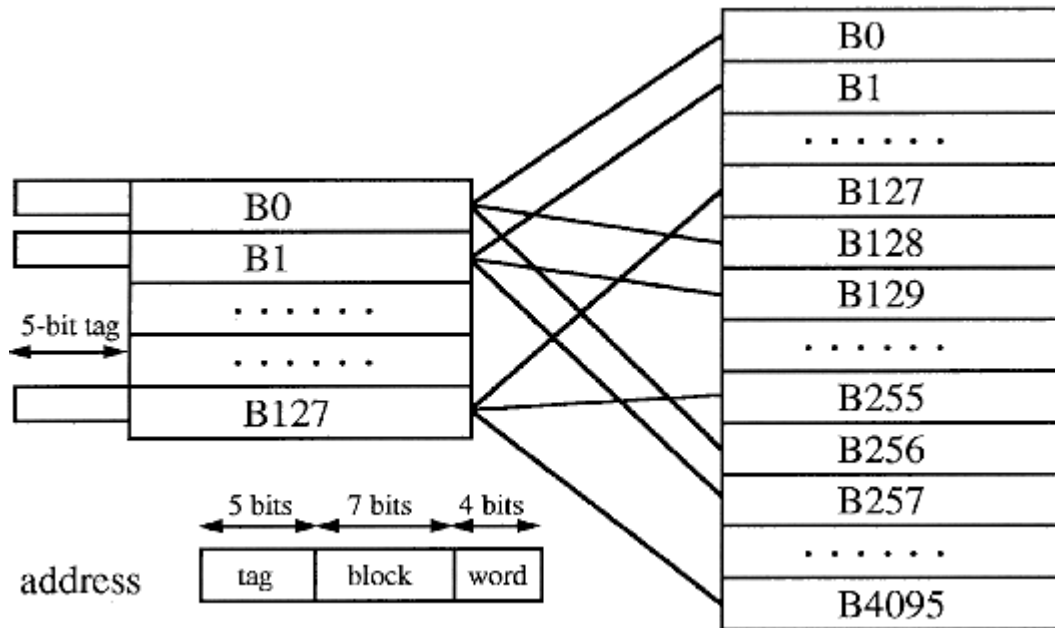 B0
B1
. . . . . .
. . . . . .
B127
5-bit tag
B0
B1
. . . . . .
B127
B128
B129
. . . . . .
B255
B256
B257
. . . . . .
B4095
5 bits 7 bits 4 bits
address tag block word